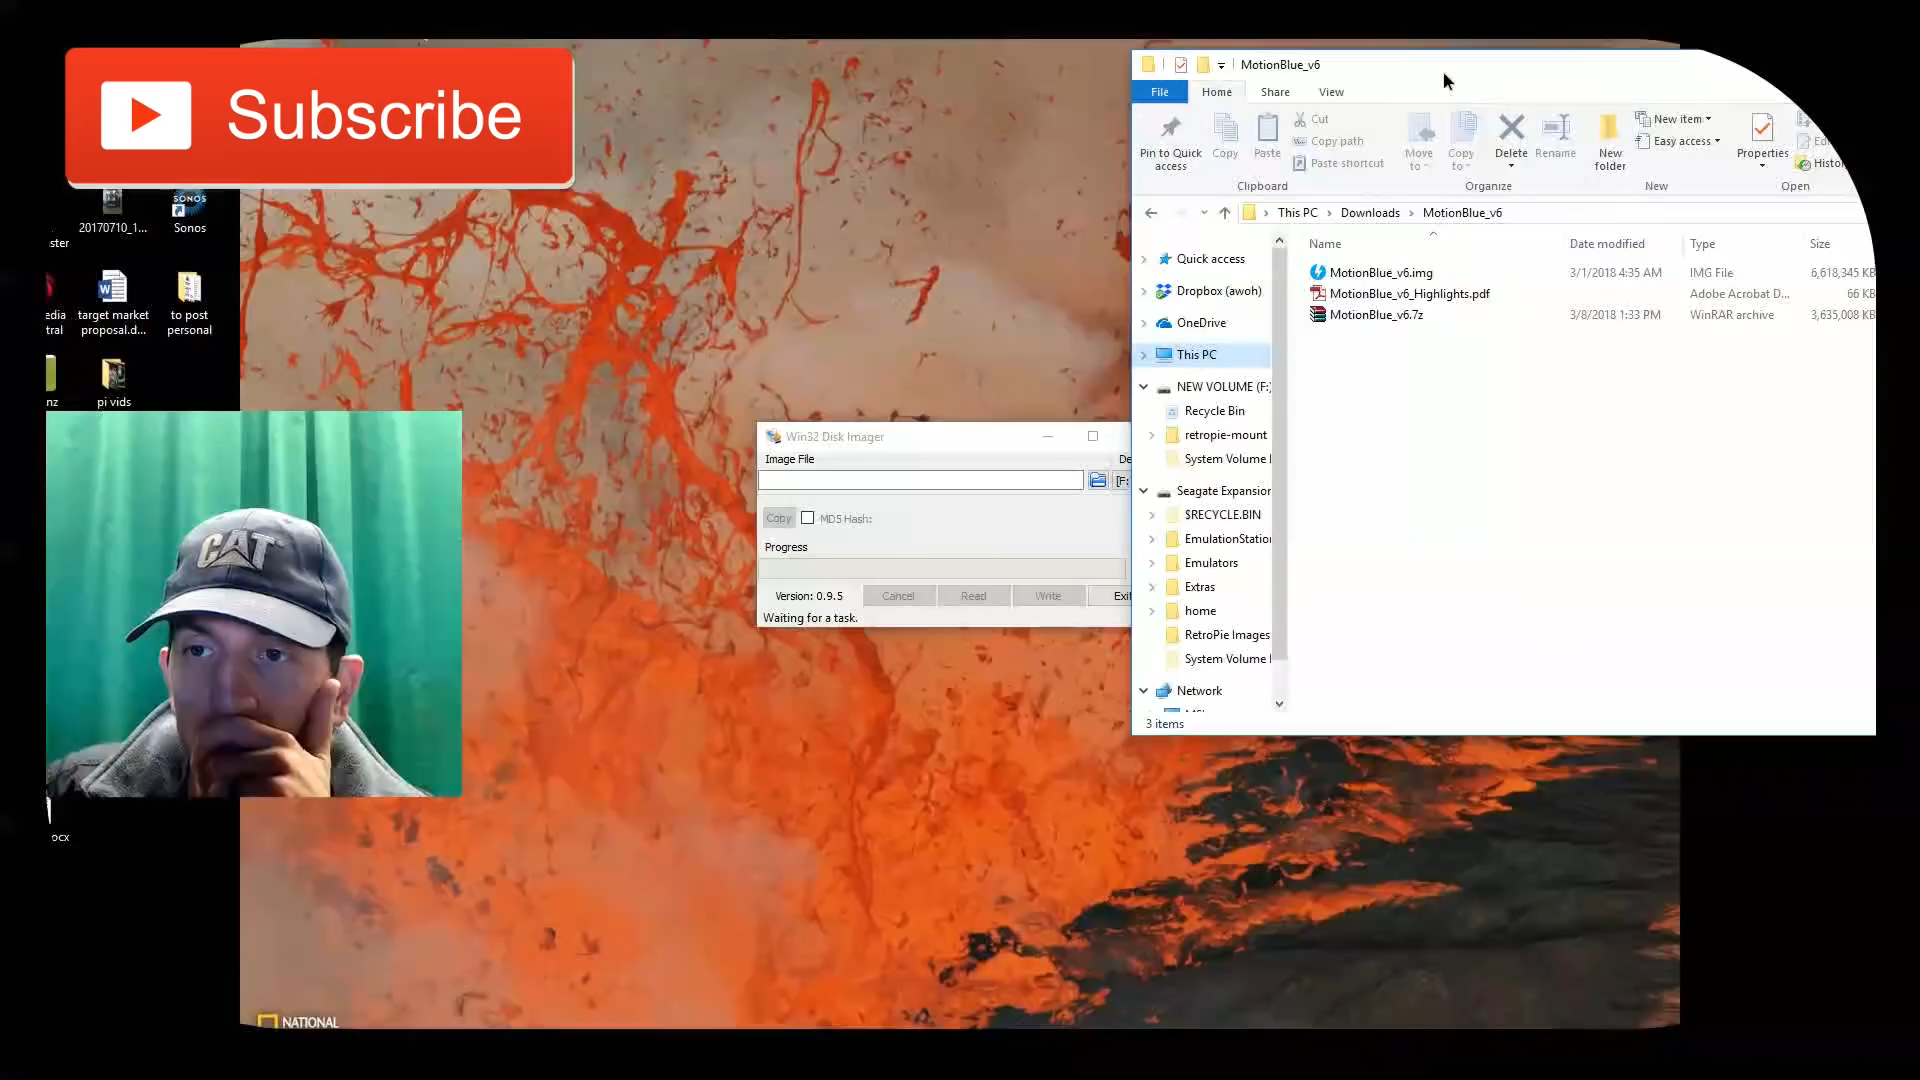 Subscribe
SONOS
20170710_1...
Sonos
ster
edia
tral
target market
proposal.d...
to post
personal
nz
pi vids
CAT
ocx
NATIONAL
Win32 Disk Imager
Image File
De
[F:
Copy
MD5 Hash:
Progress
Version: 0.9.5
Cancel
Read
Write
Exit
Waiting for a task.
MotionBlue_v6
File
Home
Share
View
Pin to Quick
access
Copy
Paste
Cut
Copy path
Paste shortcut
Clipboard
Move
to
Copy
to
Delete
Rename
Organize
New
folder
New item
Easy access
New
Properties
Edi
Histo
Open
This PC
Downloads
MotionBlue_v6
Name
Date modified
Type
Size
MotionBlue_v6.img
3/1/2018 4:35 AM
IMG File
6,618,345 KB
MotionBlue_v6_Highlights.pdf
Adobe Acrobat D...
66 KB
MotionBlue_v6.7z
3/8/2018 1:33 PM
WinRAR archive
3,635,008 KB
Quick access
Dropbox (awoh)
OneDrive
This PC
NEW VOLUME (F:)
Recycle Bin
retropie-mount
System Volume I
Seagate Expansion
$RECYCLE.BIN
EmulationStation
Emulators
Extras
home
RetroPie Images
System Volume I
Network
3 items